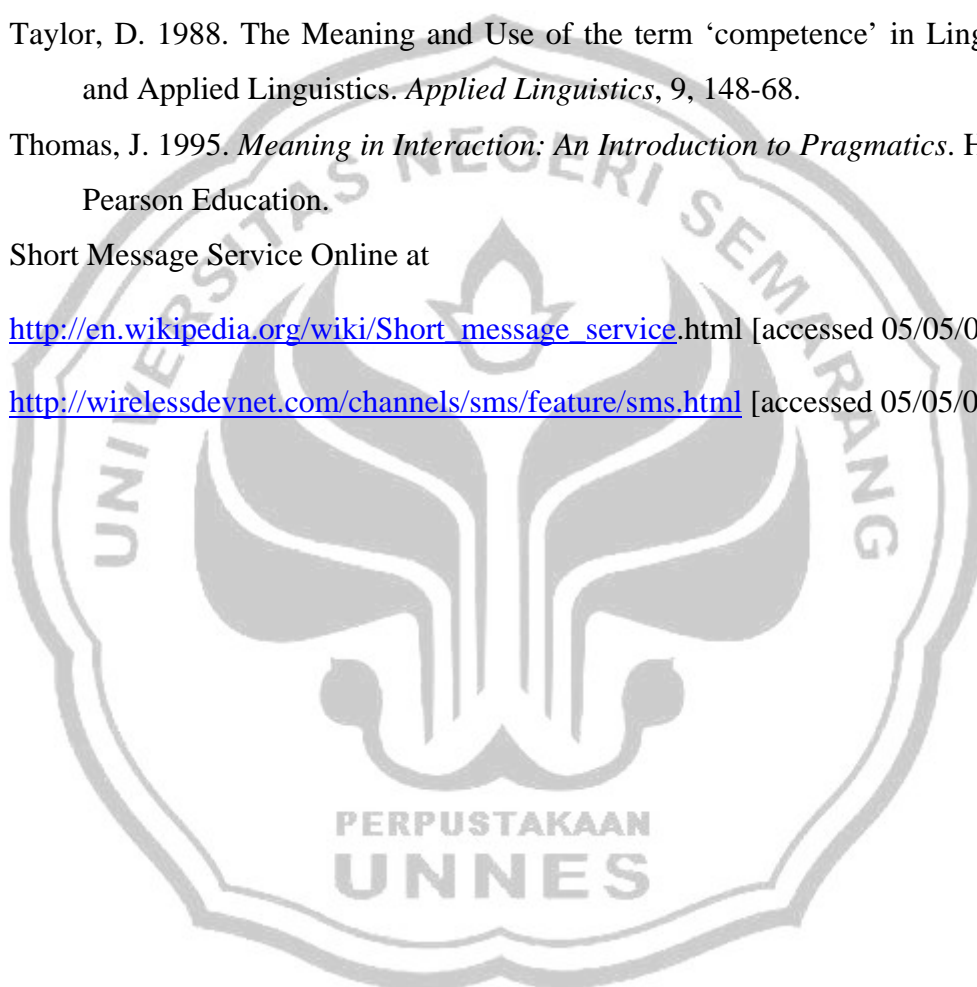 Taylor, D. 1988. The Meaning and Use of the term ‘competence’ in Ling
and Applied Linguistics. Applied Linguistics, 9, 148-68.
Thomas, J. 1995. Meaning in Interaction: An Introduction to Pragmatics. H
Pearson Education.
Short Message Service Online at
http://en.wikipedia.org/wiki/Short_message_service.html [accessed 05/05/0
http://wirelessdevnet.com/channels/sms/feature/sms.html [accessed 05/05/0
UNIVERSITAS NEGERI SEMARANG
PERPUSTAKAAN
UNNES